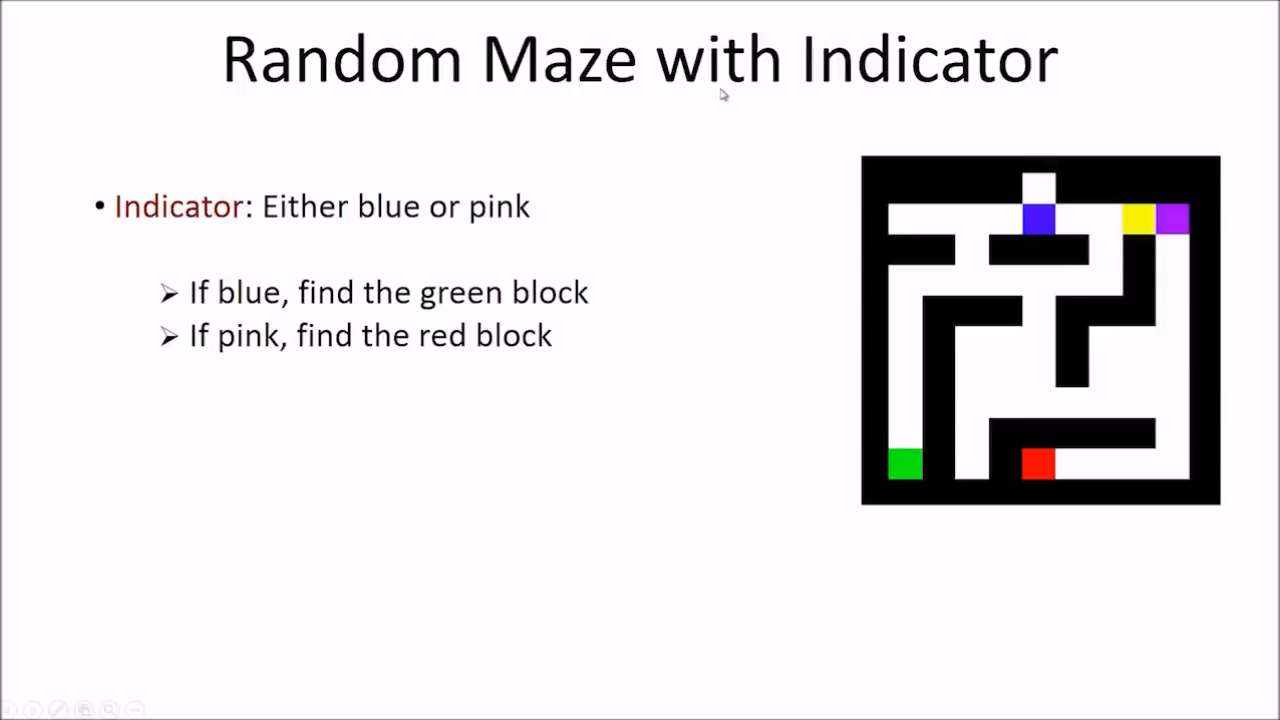 Random Maze with Indicator
• Indicator: Either blue or pink
➢ If blue, find the green block
➢ If pink, find the red block